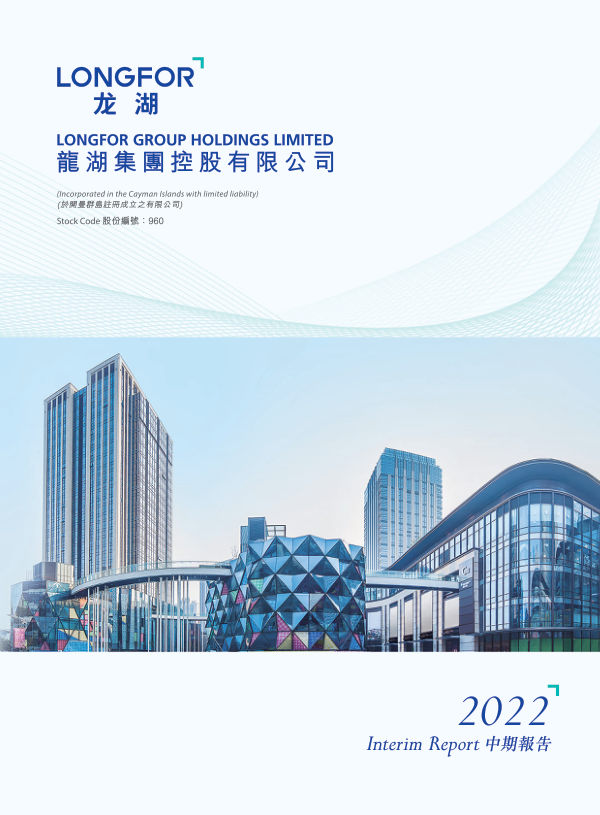 LONGFOR
龙湖
LONGFOR GROUP HOLDINGS LIMITED
龍湖集團控股有限公司
(Incorporated in the Cayman Islands with limited liability)
(於開曼群島註冊成立之有限公司)
Stock Code 股份編號：960
2022
Interim Report 中期報告